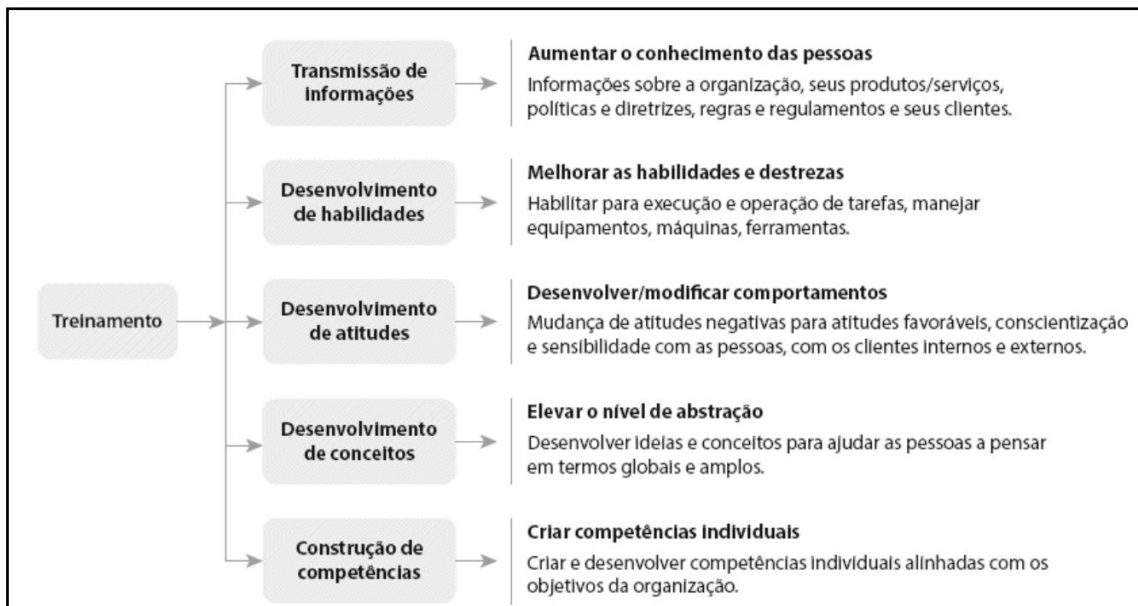 Treinamento
Transmissão de
informações
Aumentar o conhecimento das pessoas
Informações sobre a organização, seus produtos/serviços,
políticas e diretrizes, regras e regulamentos e seus clientes.
Desenvolvimento
de habilidades
Melhorar as habilidades e destrezas
Habilitar para execução e operação de tarefas, manejar
equipamentos, máquinas, ferramentas.
Desenvolvimento
de atitudes
Desenvolver/modificar comportamentos
Mudança de atitudes negativas para atitudes favoráveis, conscientização
e sensibilidade com as pessoas, com os clientes internos e externos.
Desenvolvimento
de conceitos
Elevar o nível de abstração
Desenvolver ideias e conceitos para ajudar as pessoas a pensar
em termos globais e amplos.
Construção de
competências
Criar competências individuais
Criar e desenvolver competências individuais alinhadas com os
objetivos da organização.